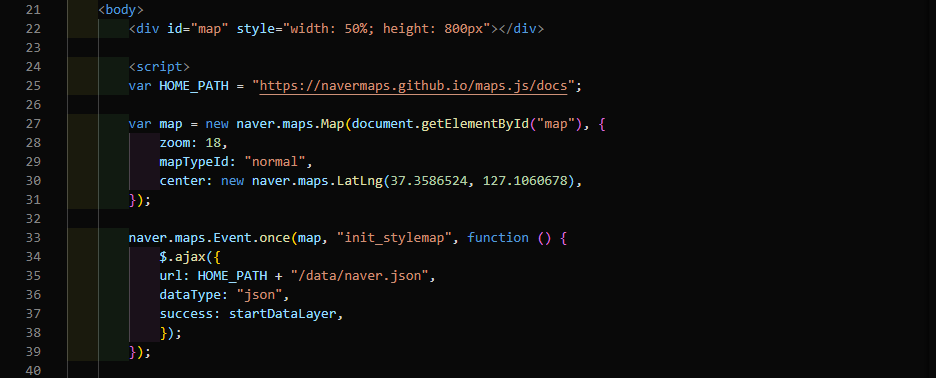 21 <body>
22 <div id="map" style="width: 50%; height: 800px"></div>
23
24 <script>
25 var HOME_PATH = "https://navermaps.github.io/maps.js/docs";
26
27 var map = new naver.maps.Map(document.getElementById("map"), {
28 zoom: 18,
29 mapTypeId: "normal",
30 center: new naver.maps.LatLng(37.3586524, 127.1060678),
31 });
32
33 naver.maps.Event.once(map, "init_stylemap", function () {
34 $.ajax({
35 url: HOME_PATH + "/data/naver.json",
36 dataType: "json",
37 success: startDataLayer,
38 });
39 });
40